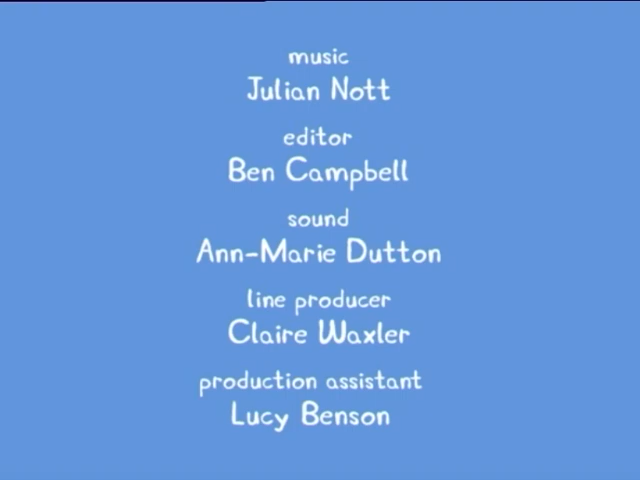 music
Julian Nott
editor
Ben Campbell
sound
Ann-Marie Dutton
line producer
Claire Waxler
production assistant
Lucy Benson